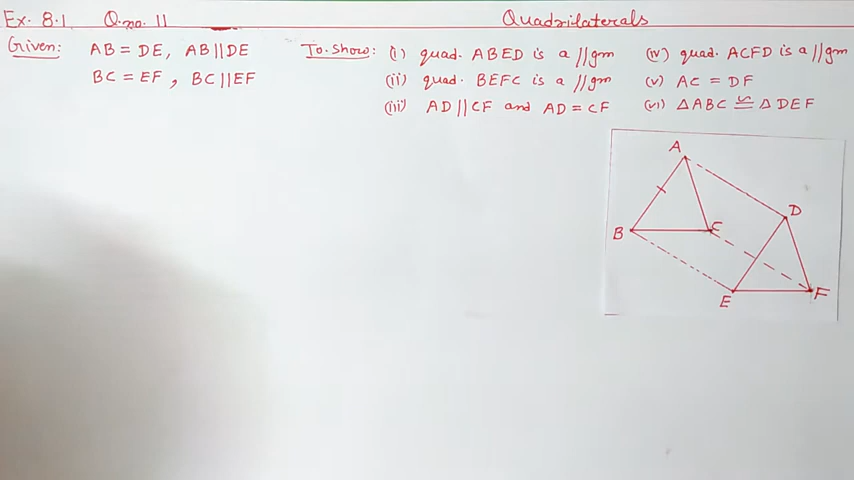 Ex. 8.1 Q.no. 11 Quadrilaterals
Given: AB = DE, AB || DE
BC = EF, BC || EF
To show: (i) quad. ABED is a ||gm
(ii) quad. BEFC is a ||gm
(iii) AD || CF and AD = CF
(iv) quad. ACFD is a ||gm
(v) AC = DF
(vi) △ABC ≅ △DEF
A
D
B C
E F